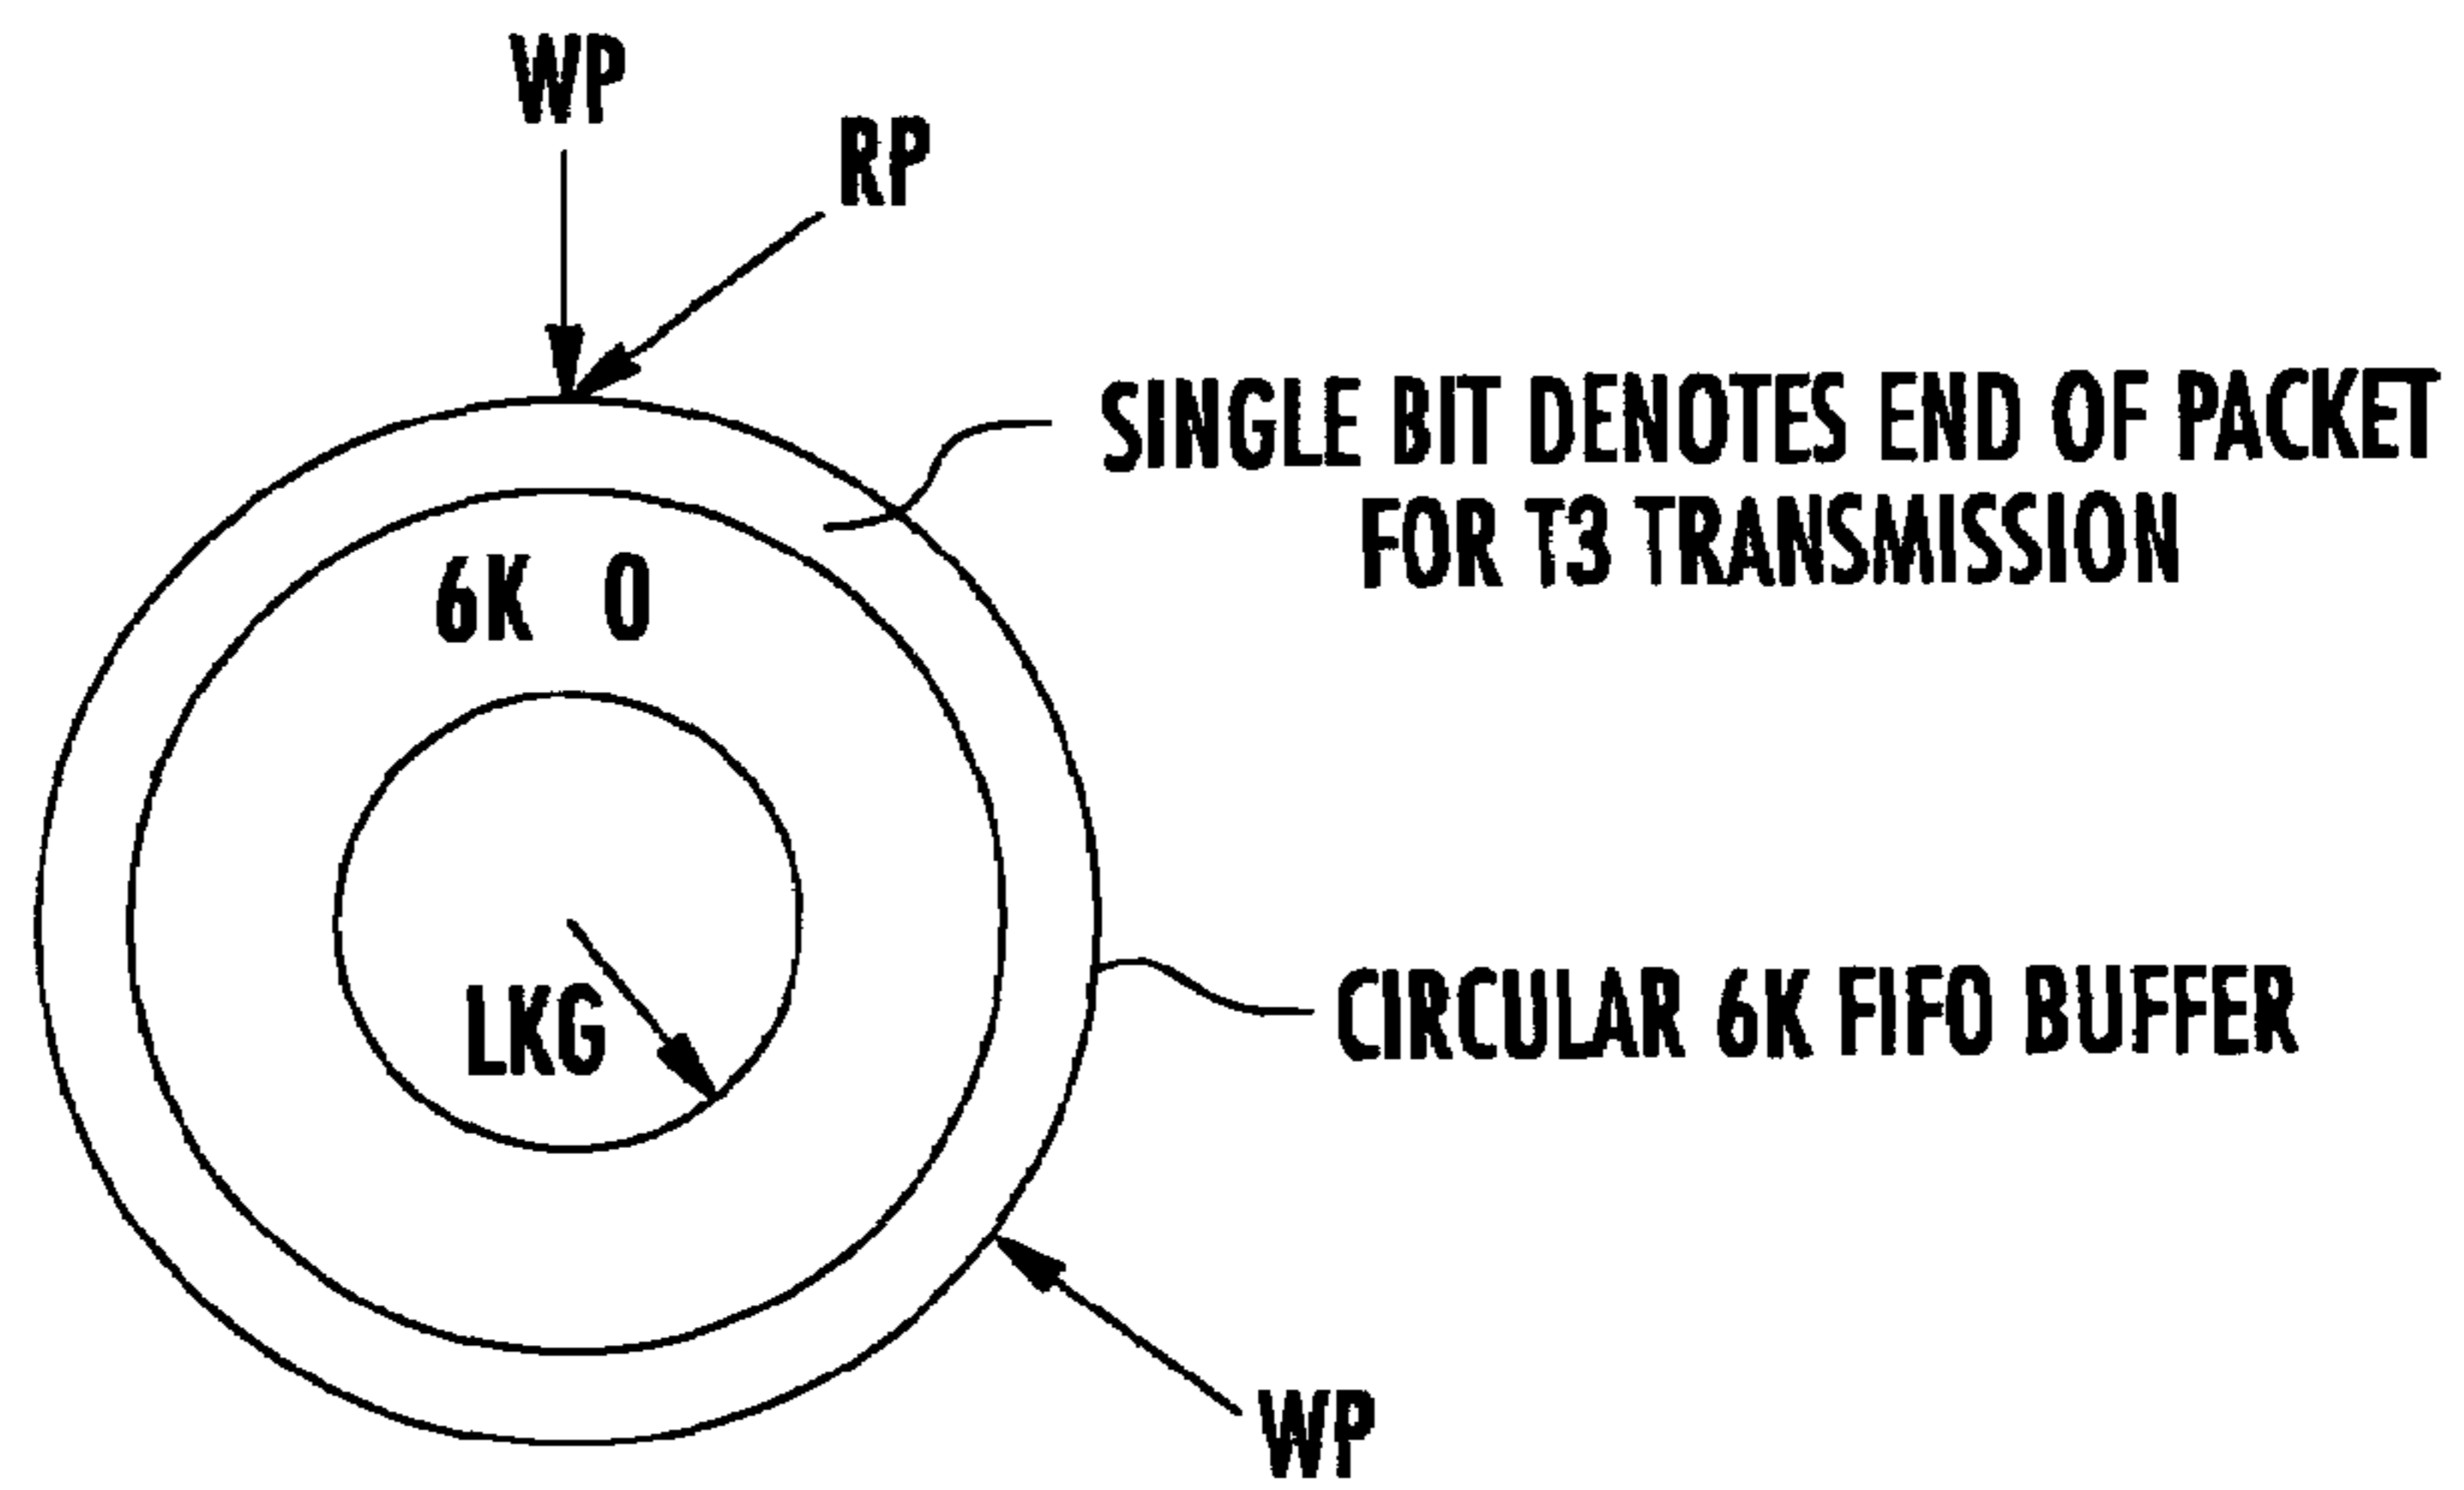 WP
RP
SINGLE BIT DENOTES END OF PACKET
FOR T3 TRANSMISSION
6K 0
LKG
CIRCULAR 6K FIFO BUFFER
WP